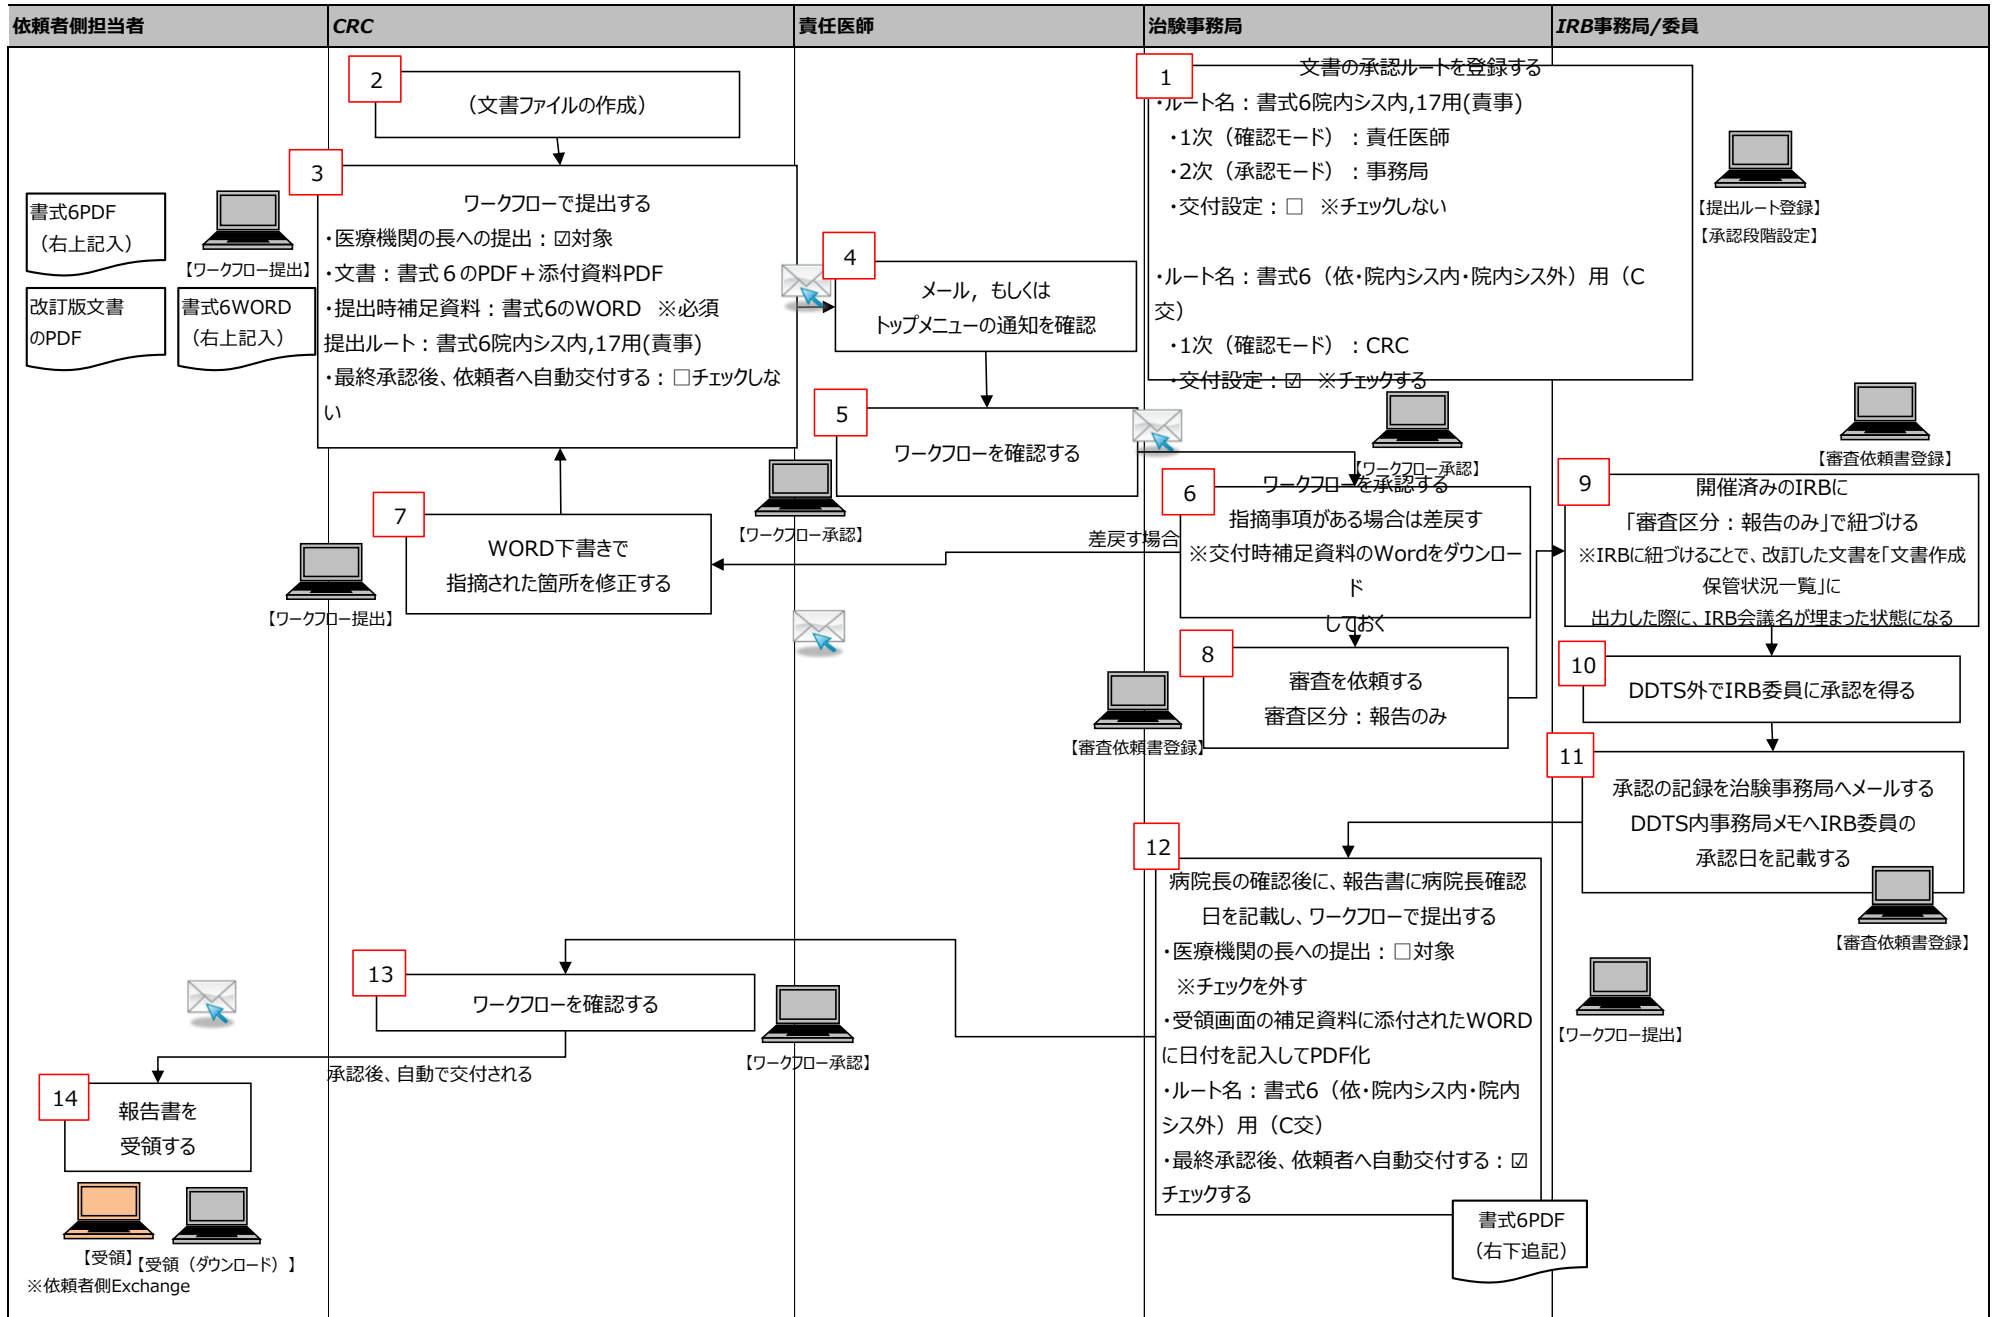 依頼者側担当者
CRC
責任医師
治験事務局
IRB事務局/委員
1
文書の承認ルートを登録する
・ルート名：書式6院内シス内,17用(責事)
・1次（確認モード）：責任医師
・2次（承認モード）：事務局
・交付設定：□　※チェックしない
・ルート名：書式6（依・院内シス内・院内シス外）用（C
交）
・1次（確認モード）：CRC
・交付設定：☑　※チェックする
【提出ルート登録】
【承認段階設定】
2
（文書ファイルの作成）
3
ワークフローで提出する
・医療機関の長への提出：☑対象
・文書：書式６のPDF＋添付資料PDF
・提出時補足資料：書式6のWORD　※必須
提出ルート：書式6院内シス内,17用(責事)
・最終承認後、依頼者へ自動交付する：□チェックしな
い
書式6PDF
（右上記入）
【ワークフロー提出】
改訂版文書
のPDF
書式6WORD
（右上記入）
4
メール，もしくは
トップメニューの通知を確認
5
ワークフローを確認する
【ワークフロー承認】
6
【ワークフロー承認】
ワークフローを承認する
指摘事項がある場合は差戻す
※交付時補足資料のWordをダウンロー
ド
しておく
差戻す場合
7
WORD下書きで
指摘された箇所を修正する
【ワークフロー提出】
8
審査を依頼する
審査区分：報告のみ
【審査依頼書登録】
【審査依頼書登録】
9
開催済みのIRBに
「審査区分：報告のみ」で紐づける
※IRBに紐づけることで、改訂した文書を「文書作成
保管状況一覧」に
出力した際に、IRB会議名が埋まった状態になる
10
DDTS外でIRB委員に承認を得る
11
承認の記録を治験事務局へメールする
DDTS内事務局メモへIRB委員の
承認日を記載する
【審査依頼書登録】
12
病院長の確認後に、報告書に病院長確認
日を記載し、ワークフローで提出する
・医療機関の長への提出：□対象
※チェックを外す
・受領画面の補足資料に添付されたWORD
に日付を記入してPDF化
・ルート名：書式6（依・院内シス内・院内
シス外）用（C交）
・最終承認後、依頼者へ自動交付する：☑
チェックする
【ワークフロー提出】
書式6PDF
（右下追記）
13
ワークフローを確認する
【ワークフロー承認】
承認後、自動で交付される
14
報告書を
受領する
【受領】
【受領（ダウンロード）】
※依頼者側Exchange